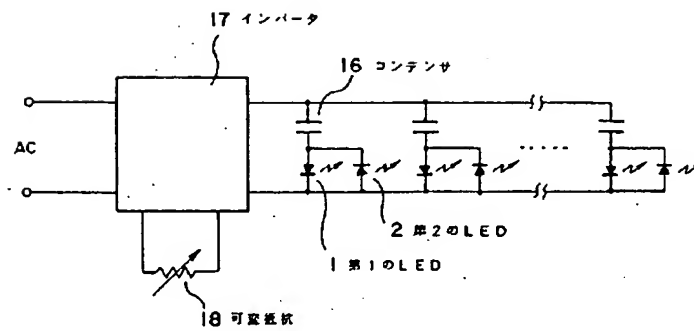 17 インバータ
16 コンデンサ
AC
2 第2のLED
1 第1のLED
18 可変抵抗